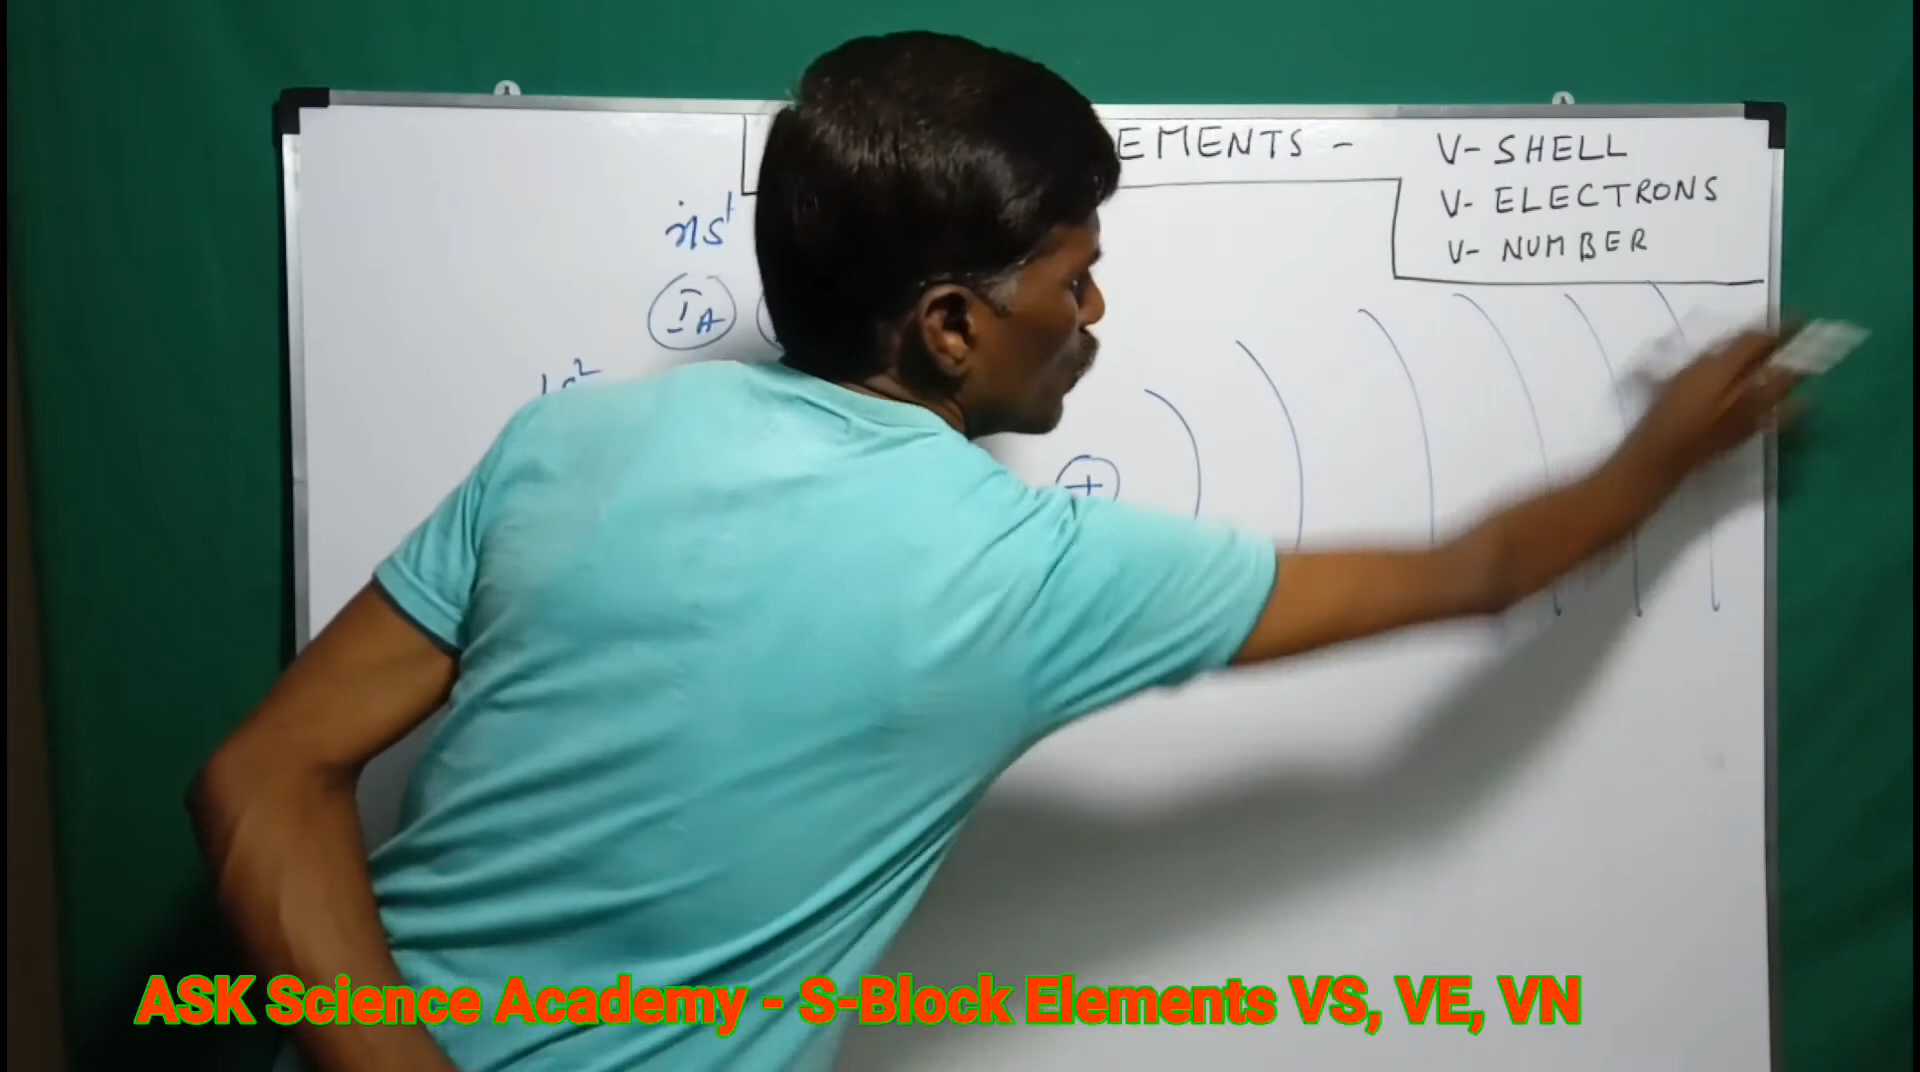 EMENTS - V- SHELL
V- ELECTRONS
V- NUMBER
ns¹
IA
+
ASK Science Academy - S-Block Elements VS, VE, VN